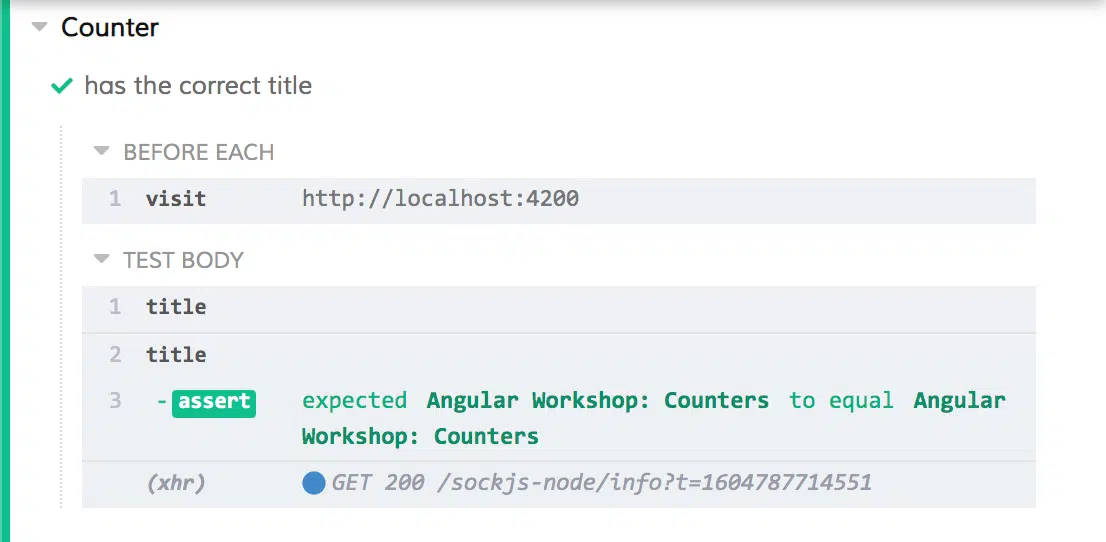 Counter
has the correct title
BEFORE EACH
1 visit http://localhost:4200
TEST BODY
1 title
2 title
3 -assert expected Angular Workshop: Counters to equal Angular
Workshop: Counters
(xhr) GET 200 /sockjs-node/info?t=1604787714551